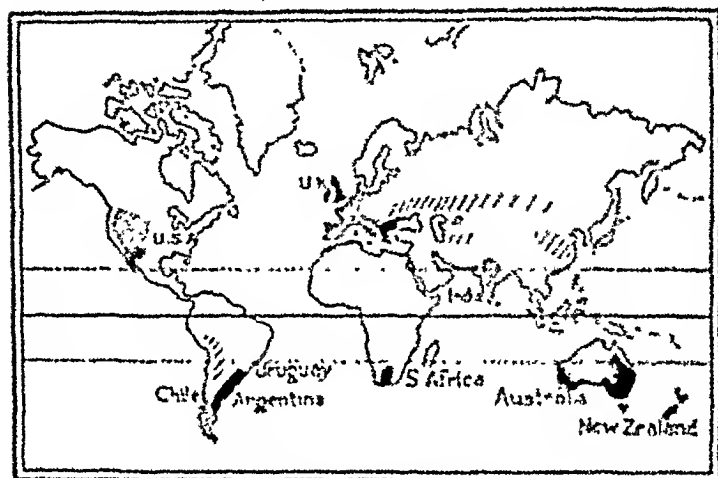 U.K
U.S.A
India
Uruguay
Chile
Argentina
S Africa
Australia
New Zealand